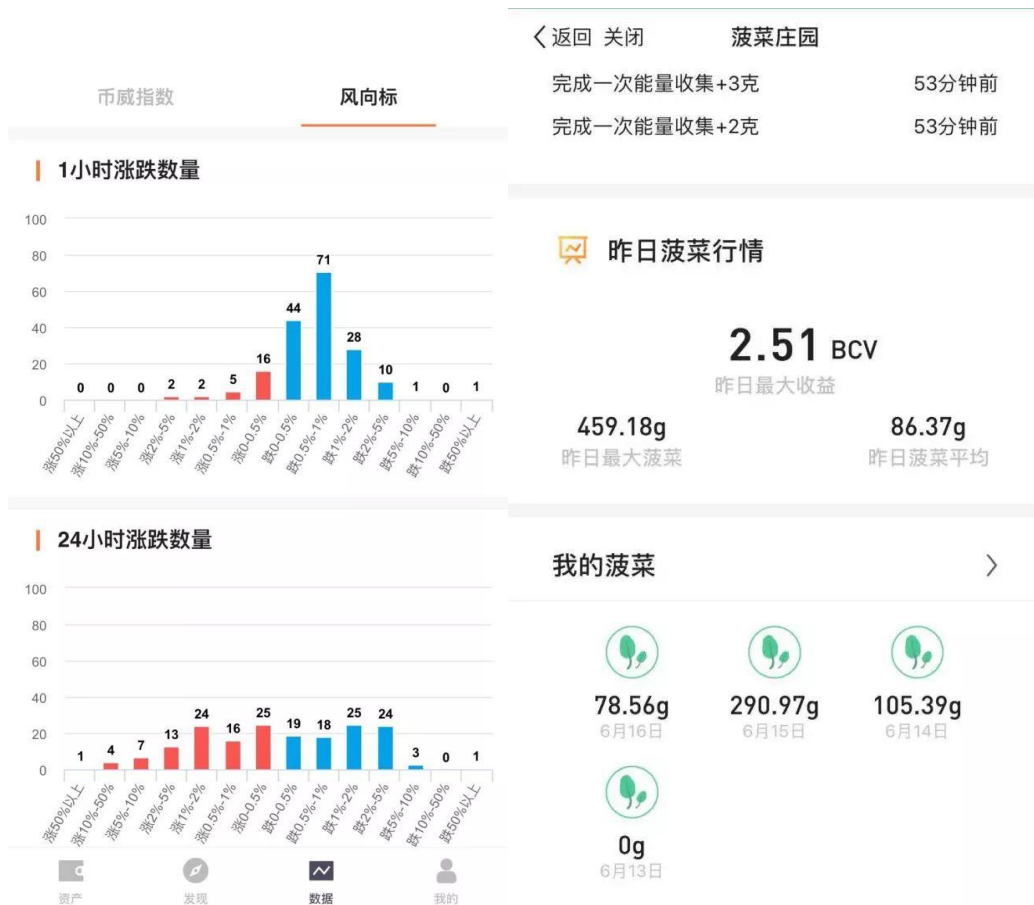 币威指数 风向标
1小时涨跌数量
100
80
60
40
20
0
0 0 0 2 2 5 16 44 71 28 10 1 0 1
涨50%以上 涨10%-50% 涨5%-10% 涨2%-5% 涨1%-2% 涨0.5%-1% 涨0-0.5% 跌0-0.5% 跌0.5%-1% 跌1%-2% 跌2%-5% 跌5%-10% 跌10%-50% 跌50%以上
24小时涨跌数量
100
80
60
40
20
0
1 4 7 13 24 16 25 19 18 25 24 3 0 1
涨50%以上 涨10%-50% 涨5%-10% 涨2%-5% 涨1%-2% 涨0.5%-1% 涨0-0.5% 跌0-0.5% 跌0.5%-1% 跌1%-2% 跌2%-5% 跌5%-10% 跌10%-50% 跌50%以上
资产 发现 数据 我的
返回 关闭 菠菜庄园
完成一次能量收集+3克 53分钟前
完成一次能量收集+2克 53分钟前
昨日菠菜行情
2.51 BCV
昨日最大收益
459.18g 86.37g
昨日最大菠菜 昨日菠菜平均
我的菠菜
78.56g 290.97g 105.39g
6月16日 6月15日 6月14日
0g
6月13日